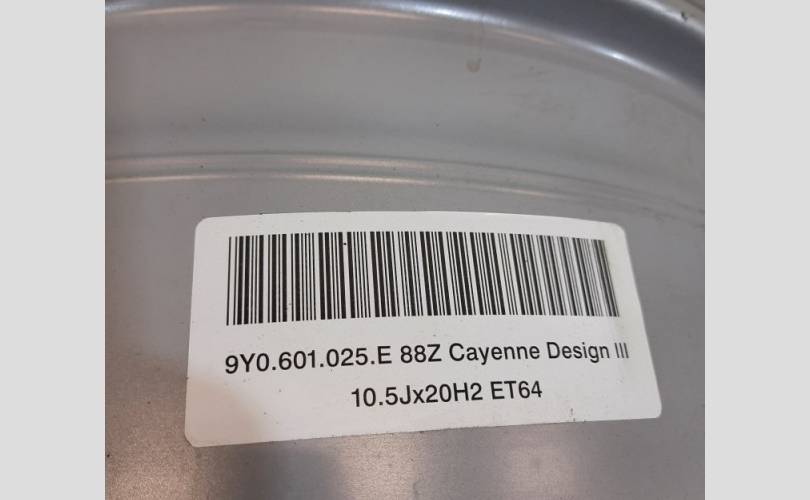 9Y0.601.025.E 88Z Cayenne Design III
10.5Jx20H2 ET64